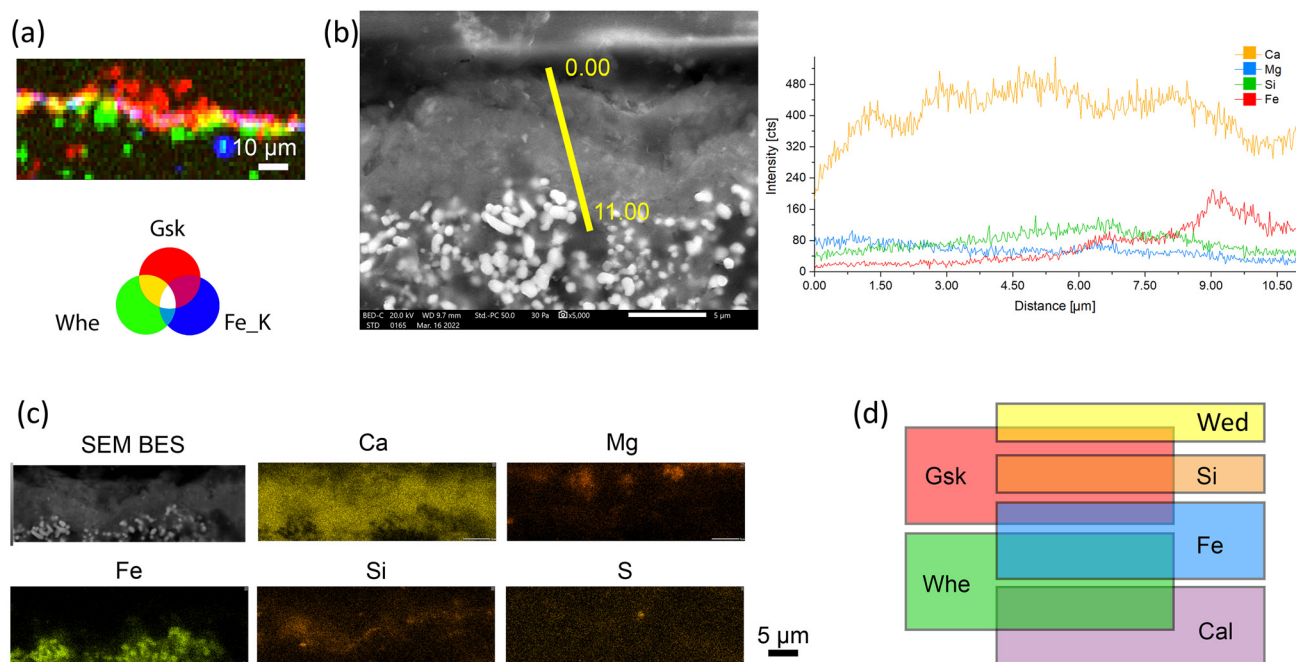 (a)
10 μm
Gsk
Whe
Fe_K
(b)
0.00
11.00
BED-C 20.0 kV WD 9.7 mm Std.-PC 50.0 30 Pa x5,000 5 μm
STD 0165 Mar. 16 2022
Ca
Mg
Si
Fe
Intensity [cts]
480
400
320
240
160
80
0
0.00 1.50 3.00 4.50 6.00 7.50 9.00 10.50
Distance [μm]
(c)
SEM BES
Ca
Mg
Fe
Si
S
5 μm
(d)
Wed
Gsk
Si
Fe
Whe
Cal